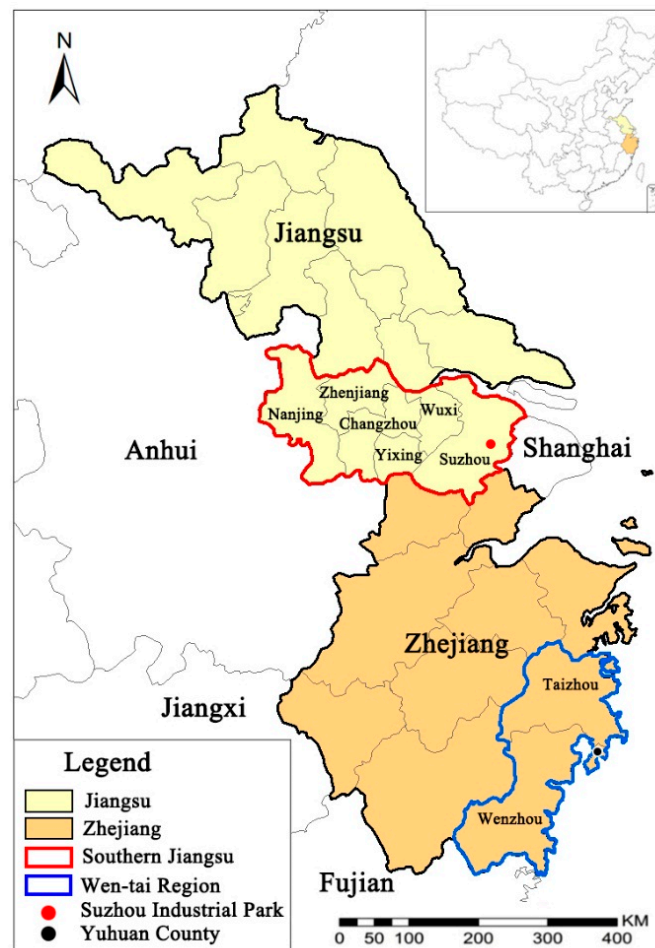 N
Jiangsu
Zhenjiang
Nanjing
Wuxi
Changzhou
Anhui
Yixing
Suzhou
Shanghai
Zhejiang
Taizhou
Jiangxi
Wenzhou
Fujian
Legend
Jiangsu
Zhejiang
Southern Jiangsu
Wen-tai Region
Suzhou Industrial Park
Yuhuan County
KM
0 50 100 200 300 400